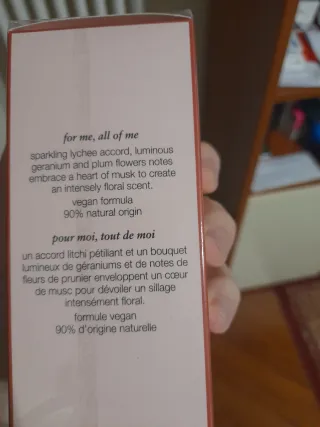 for me, all of me
sparkling lychee accord, luminous
geranium and plum flowers notes
embrace a heart of musk to create
an intensely floral scent.
vegan formula
90% natural origin
pour moi, tout de moi
un accord litchi pétillant et un bouquet
lumineux de géraniums et de notes de
fleurs de prunier enveloppent un cœur
de musc pour dévoiler un sillage
intensément floral.
formule vegan
90% d'origine naturelle